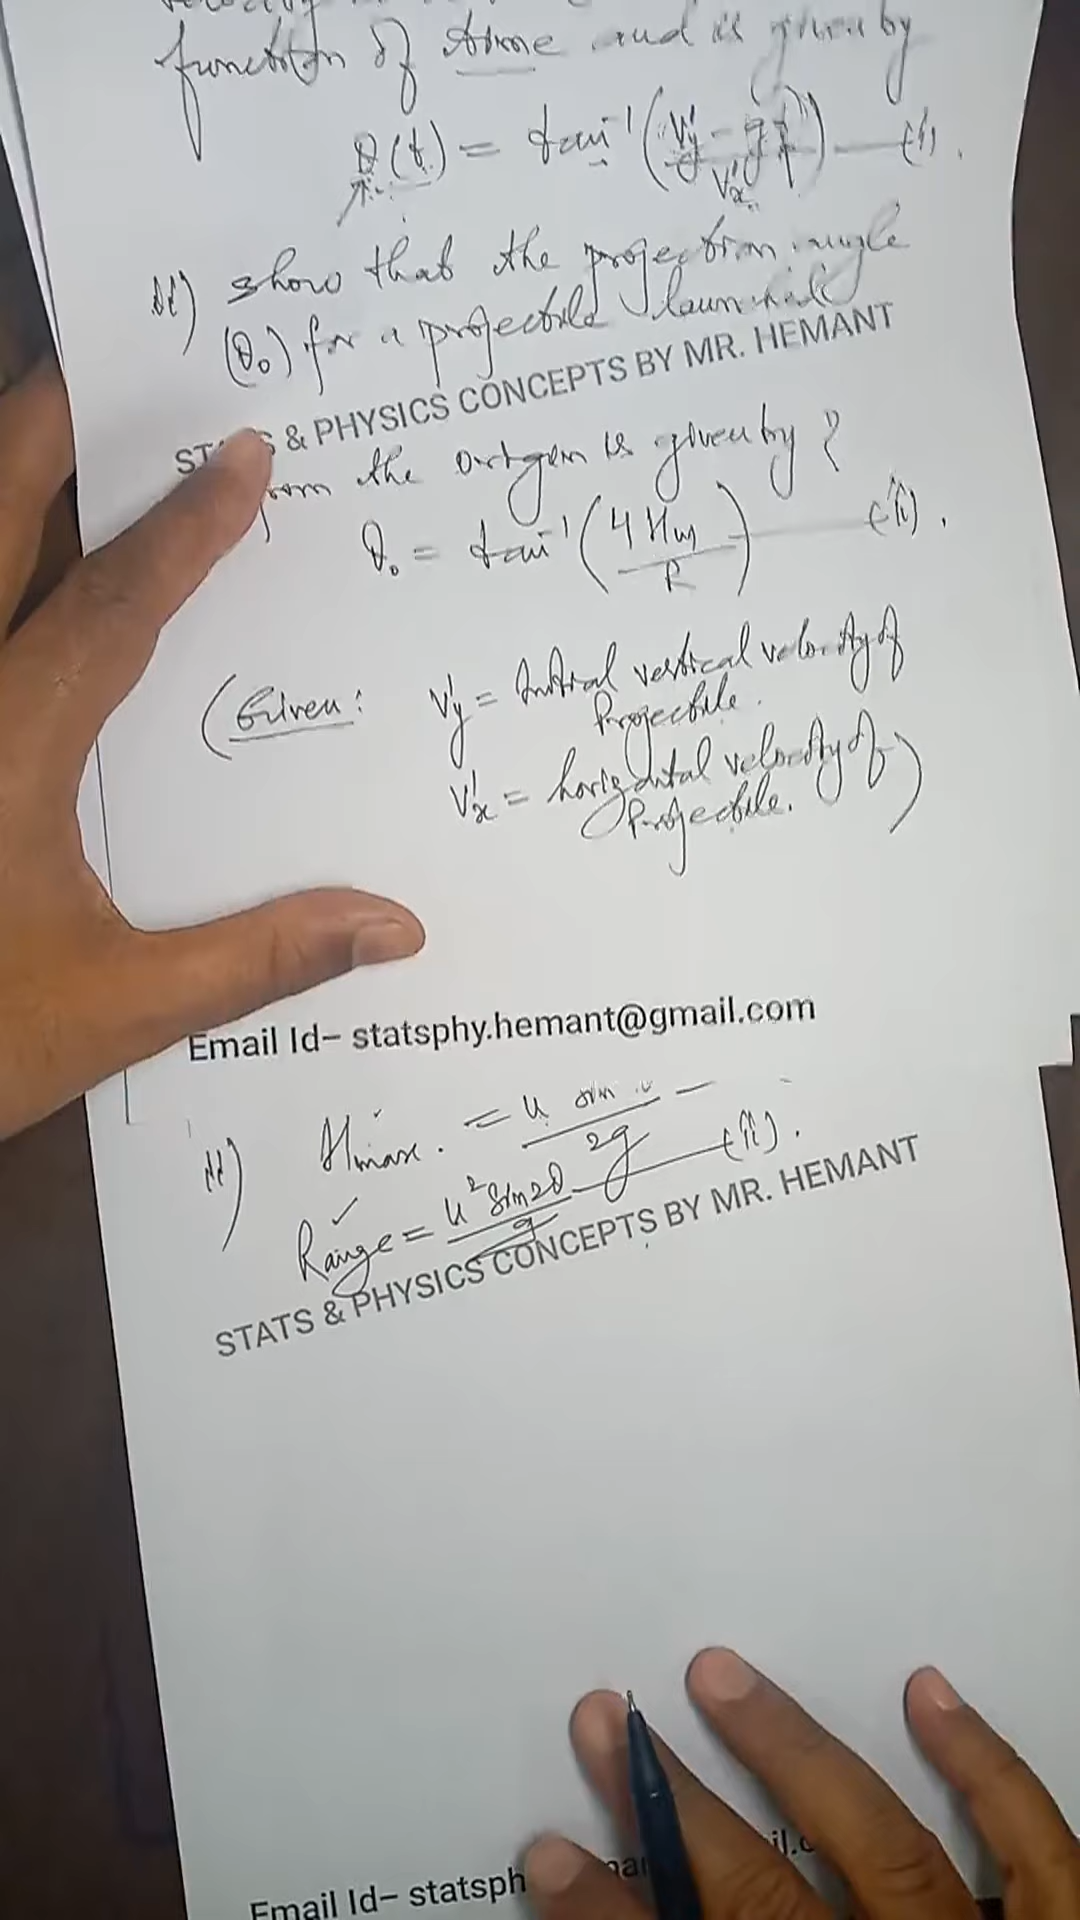 function of time and is given by
θ(t) = tan⁻¹ (v'y - gt / v'x) — (i).
ii) show that the projection angle
(θ₀) for a projectile launched
STATS & PHYSICS CONCEPTS BY MR. HEMANT
from the origin is given by?
θ₀ = tan⁻¹ (4Hm / R) — (ii).
(Given: v'y = Initial vertical velocity of
Projectile.
v'x = horizontal velocity of
Projectile.)
Email Id– statsphy.hemant@gmail.com
ii) Hmax. = u sin / 2g — (ii).
Range = u² sin2θ / g
STATS & PHYSICS CONCEPTS BY MR. HEMANT
Email Id– statsph